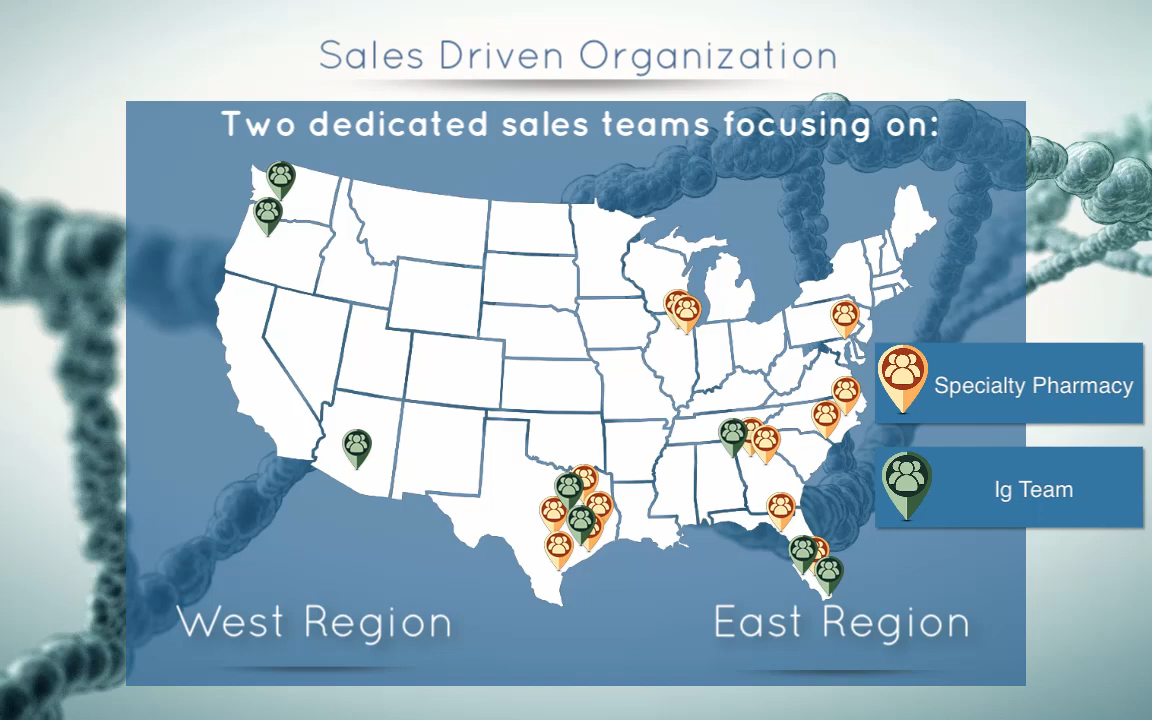 Sales Driven Organization
Two dedicated sales teams focusing on:
Specialty Pharmacy
Ig Team
West Region
East Region